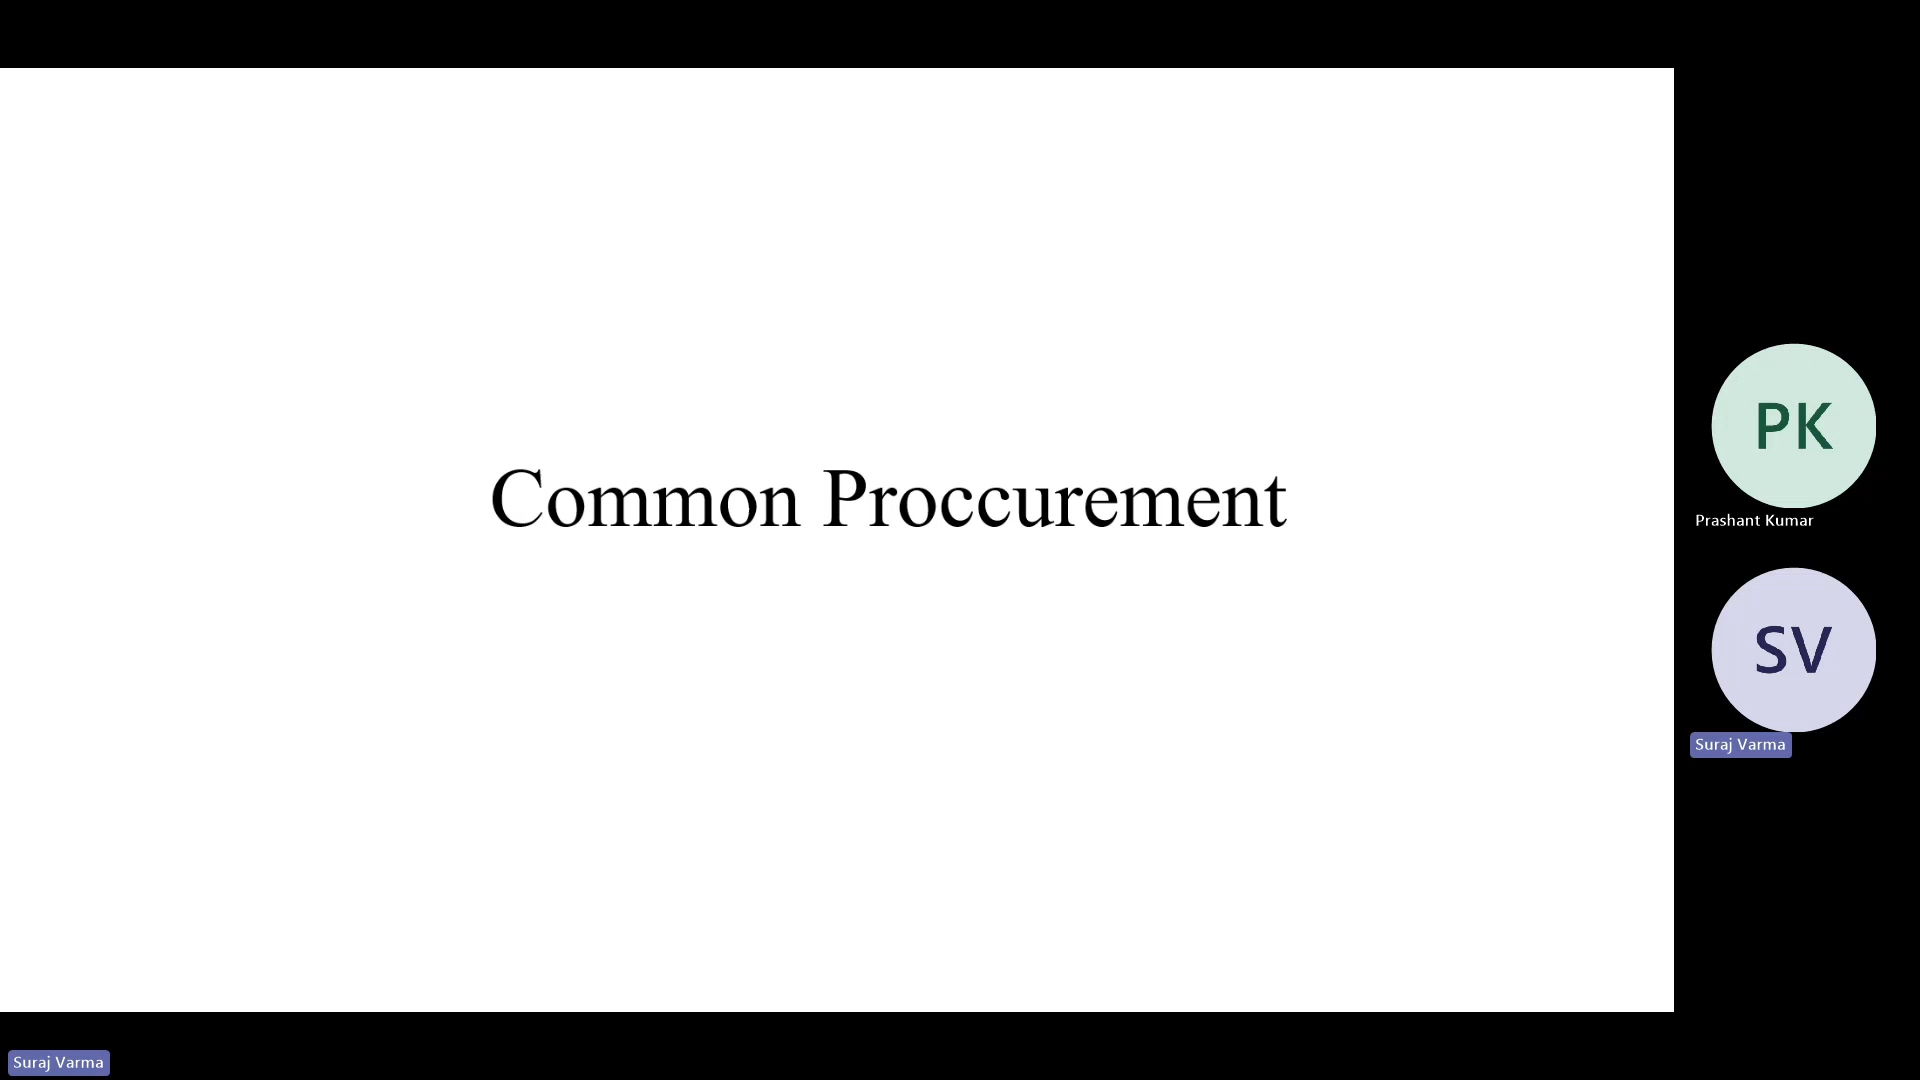 Common Proccurement
PK
Prashant Kumar
SV
Suraj Varma
Suraj Varma